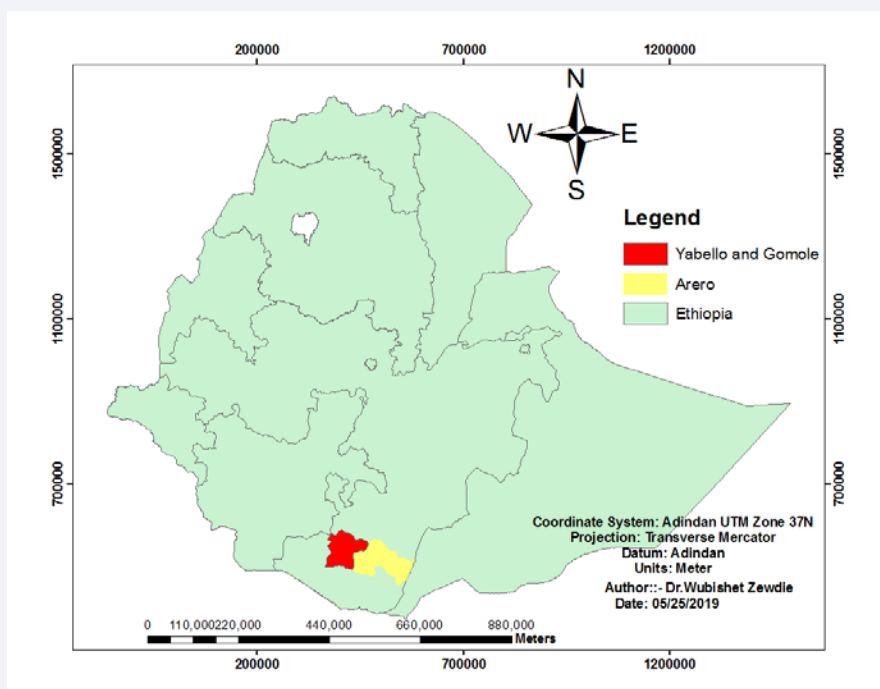 200000 700000 1200000
N
W E
S
1500000 1500000
Legend
Yabello and Gomole
Arero
Ethiopia
1100000 1100000
700000 700000
Coordinate System: Adindan UTM Zone 37N
Projection: Transverse Mercator
Datum: Adindan
Units: Meter
Author::- Dr.Wubishet Zewdie
Date: 05/25/2019
0 110,000220,000 440,000 660,000 880,000
Meters
200000 700000 1200000